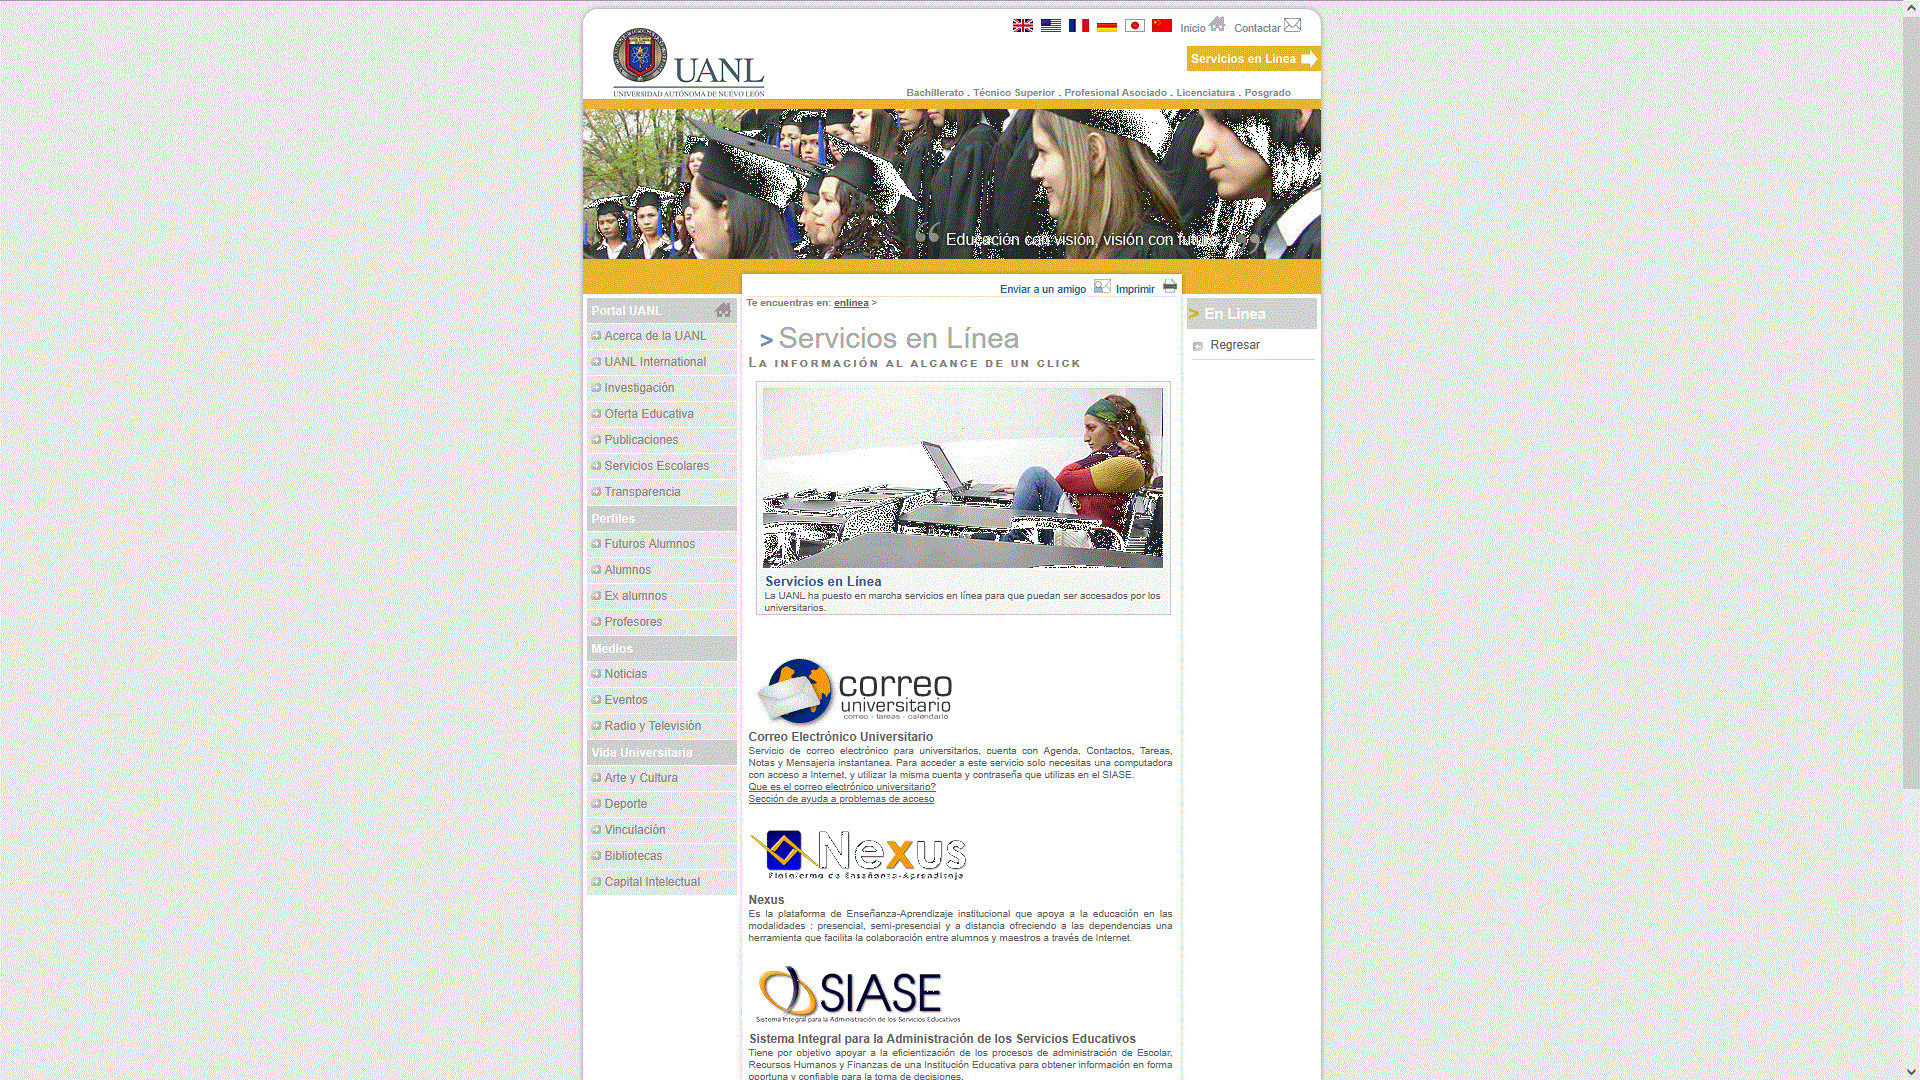 Inicio Contactar
Servicios en Línea
UANL
UNIVERSIDAD AUTÓNOMA DE NUEVO LEÓN
Bachillerato . Técnico Superior . Profesional Asociado . Licenciatura . Posgrado
“ Educación con visión, visión con futuro ”
Enviar a un amigo Imprimir
Te encuentras en: enlinea >
Portal UANL
Acerca de la UANL
UANL International
Investigación
Oferta Educativa
Publicaciones
Servicios Escolares
Transparencia
Perfiles
Futuros Alumnos
Alumnos
Ex alumnos
Profesores
Medios
Noticias
Eventos
Radio y Televisión
Vida Universitaria
Arte y Cultura
Deporte
Vinculación
Bibliotecas
Capital Intelectual
> Servicios en Línea
LA INFORMACIÓN AL ALCANCE DE UN CLICK
Servicios en Línea
La UANL ha puesto en marcha servicios en línea para que puedan ser accesados por los
universitarios.
correo
universitario
correo - tareas - calendario
Correo Electrónico Universitario
Servicio de correo electrónico para universitarios, cuenta con Agenda, Contactos, Tareas,
Notas y Mensajeria instantanea. Para acceder a este servicio solo necesitas una computadora
con acceso a Internet, y utilizar la misma cuenta y contraseña que utilizas en el SIASE.
Que es el correo electrónico universitario?
Sección de ayuda a problemas de acceso
Nexus
Plataforma de Enseñanza-Aprendizaje
Nexus
Es la plataforma de Enseñanza-Aprendizaje institucional que apoya a la educación en las
modalidades : presencial, semi-presencial y a distancia ofreciendo a las dependencias una
herramienta que facilita la colaboración entre alumnos y maestros a través de Internet.
SIASE
Sistema Integral para la Administración de los Servicios Educativos
Sistema Integral para la Administración de los Servicios Educativos
Tiene por objetivo apoyar a la eficientización de los procesos de administración de Escolar,
Recursos Humanos y Finanzas de una Institución Educativa para obtener información en forma
oportuna y confiable para la toma de decisiones.
> En Linea
Regresar